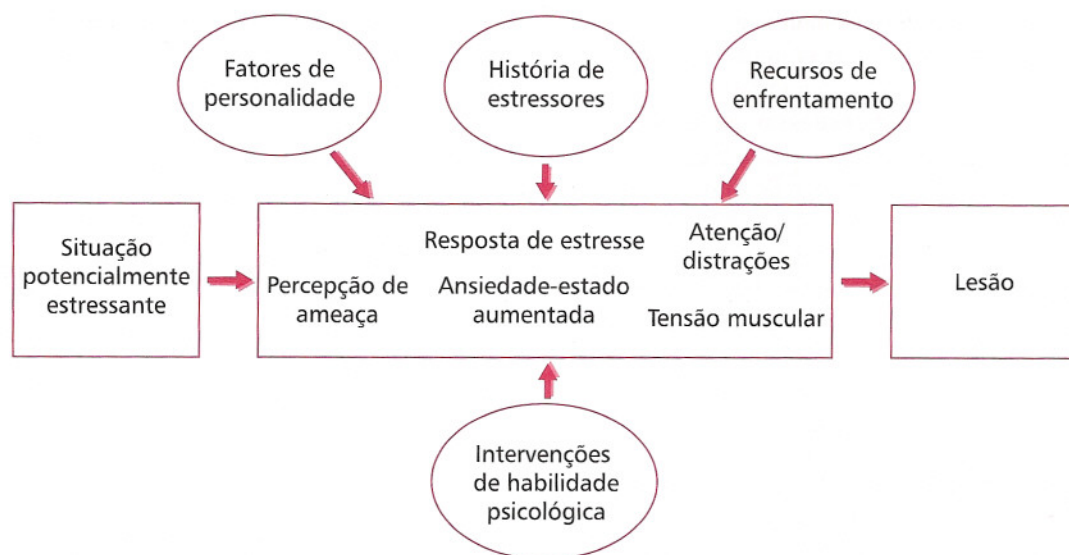 Fatores de
personalidade
História de
estressores
Recursos de
enfrentamento
Situação
potencialmente
estressante
Resposta de estresse
Percepção de
ameaça
Ansiedade-estado
aumentada
Atenção/
distrações
Tensão muscular
Lesão
Intervenções
de habilidade
psicológica